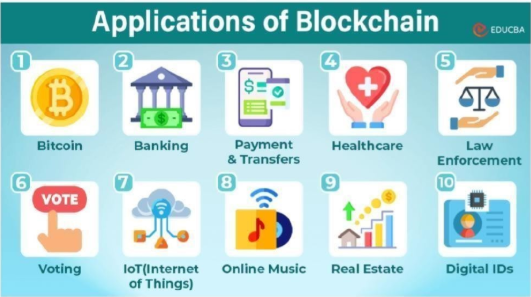 Applications of Blockchain
EDUCBA
1
2
3
4
5
$
$
Bitcoin
Banking
Payment
& Transfers
Healthcare
Law
Enforcement
6
7
8
9
10
VOTE
$
Voting
IoT(Internet
of Things)
Online Music
Real Estate
Digital IDs